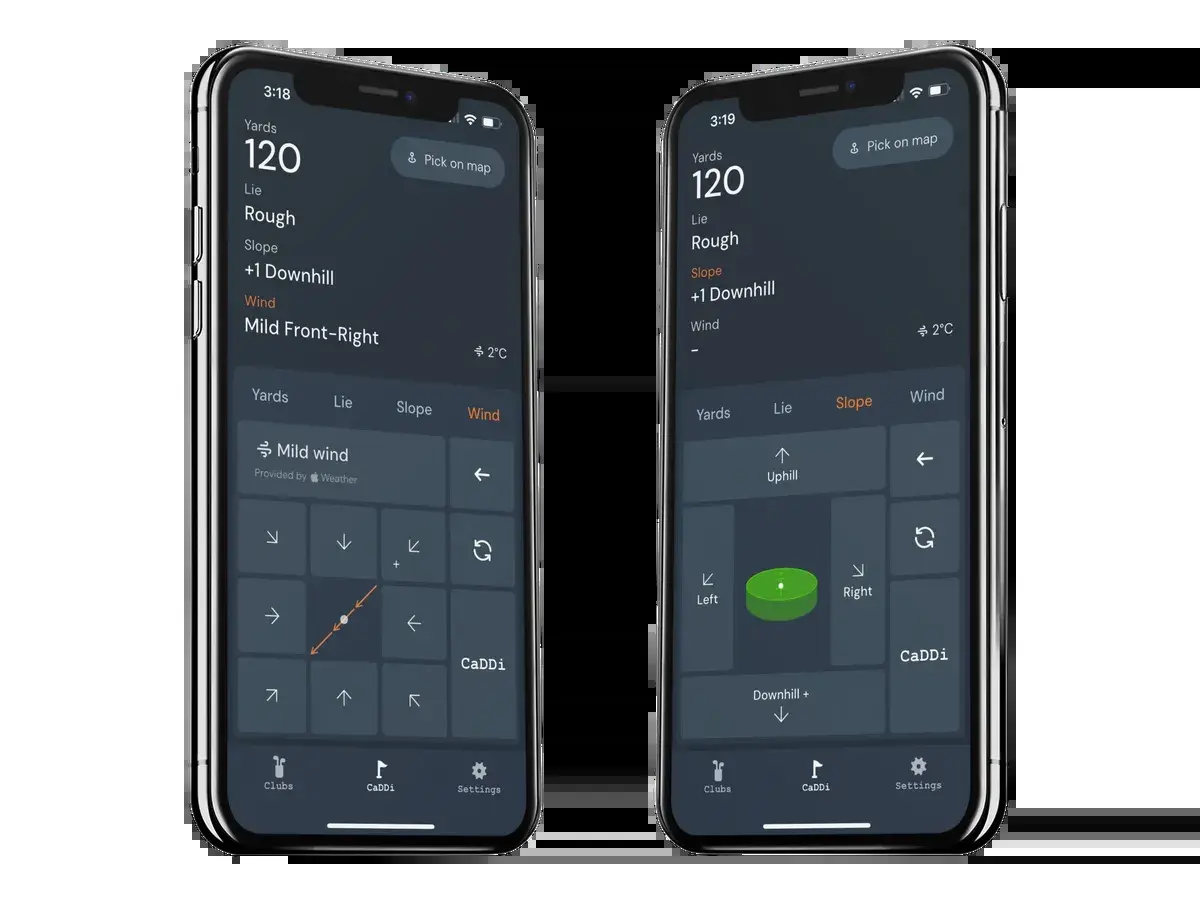 3:18
Yards
120
Pick on map
Lie
Rough
Slope
+1 Downhill
Wind
Mild Front-Right
2°C
Yards Lie Slope Wind
Mild wind
Provided by Weather
+
CaDDi
Clubs CaDDi Settings
3:19
Yards
120
Pick on map
Lie
Rough
Slope
+1 Downhill
Wind
–
2°C
Yards Lie Slope Wind
Uphill
Left
Right
CaDDi
Downhill +
Clubs CaDDi Settings